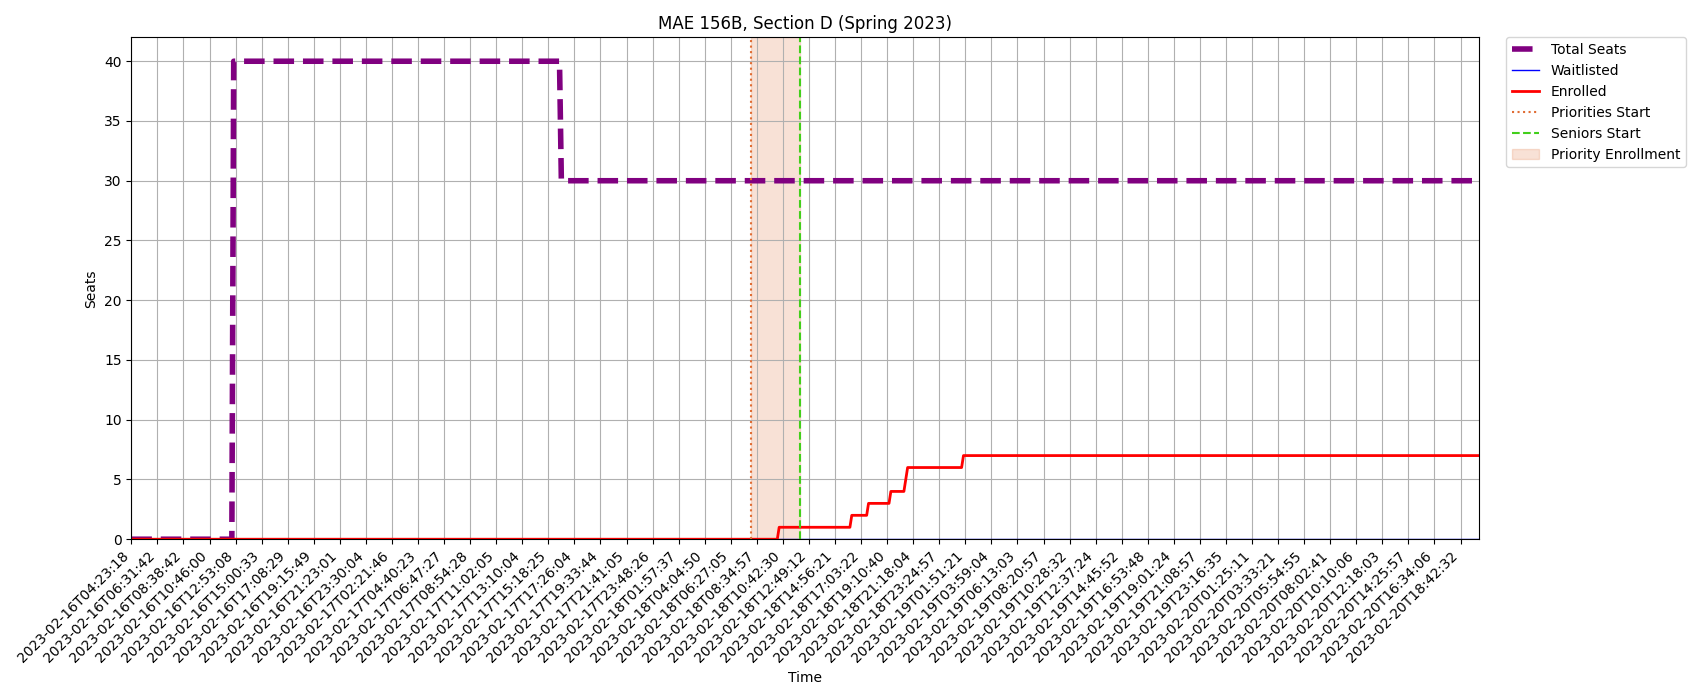 MAE 156B, Section D (Spring 2023)
Total Seats
Waitlisted
Enrolled
Priorities Start
Seniors Start
Priority Enrollment
Seats
40
35
30
25
20
15
10
5
0
2023-02-16T04:23:18
2023-02-16T06:31:42
2023-02-16T08:38:42
2023-02-16T10:46:00
2023-02-16T12:53:08
2023-02-16T15:00:33
2023-02-16T17:08:29
2023-02-16T19:15:49
2023-02-16T21:23:01
2023-02-16T23:30:04
2023-02-17T02:21:46
2023-02-17T04:40:23
2023-02-17T06:47:27
2023-02-17T08:54:28
2023-02-17T11:02:05
2023-02-17T13:10:04
2023-02-17T15:18:25
2023-02-17T17:26:04
2023-02-17T19:33:44
2023-02-17T21:41:05
2023-02-17T23:48:26
2023-02-18T01:57:37
2023-02-18T04:04:50
2023-02-18T06:27:05
2023-02-18T08:34:57
2023-02-18T10:42:30
2023-02-18T12:49:12
2023-02-18T14:56:21
2023-02-18T17:03:22
2023-02-18T19:10:40
2023-02-18T21:18:04
2023-02-18T23:24:57
2023-02-19T01:51:21
2023-02-19T03:59:04
2023-02-19T06:13:03
2023-02-19T08:20:57
2023-02-19T10:28:32
2023-02-19T12:37:24
2023-02-19T14:45:52
2023-02-19T16:53:48
2023-02-19T19:01:24
2023-02-19T21:08:57
2023-02-19T23:16:35
2023-02-20T01:25:11
2023-02-20T03:33:21
2023-02-20T05:54:55
2023-02-20T08:02:41
2023-02-20T10:10:06
2023-02-20T12:18:03
2023-02-20T14:25:57
2023-02-20T16:34:06
2023-02-20T18:42:32
Time